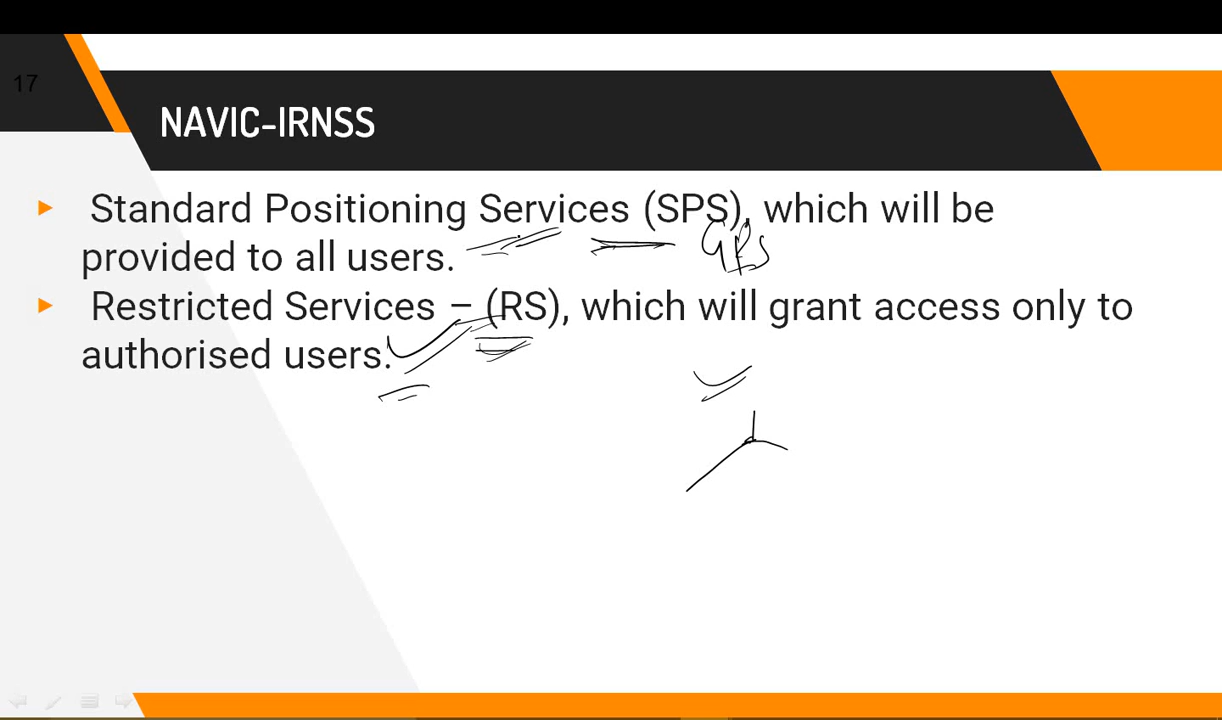 17
NAVIC-IRNSS
Standard Positioning Services (SPS), which will be
provided to all users.
GPS
Restricted Services – (RS), which will grant access only to
authorised users.